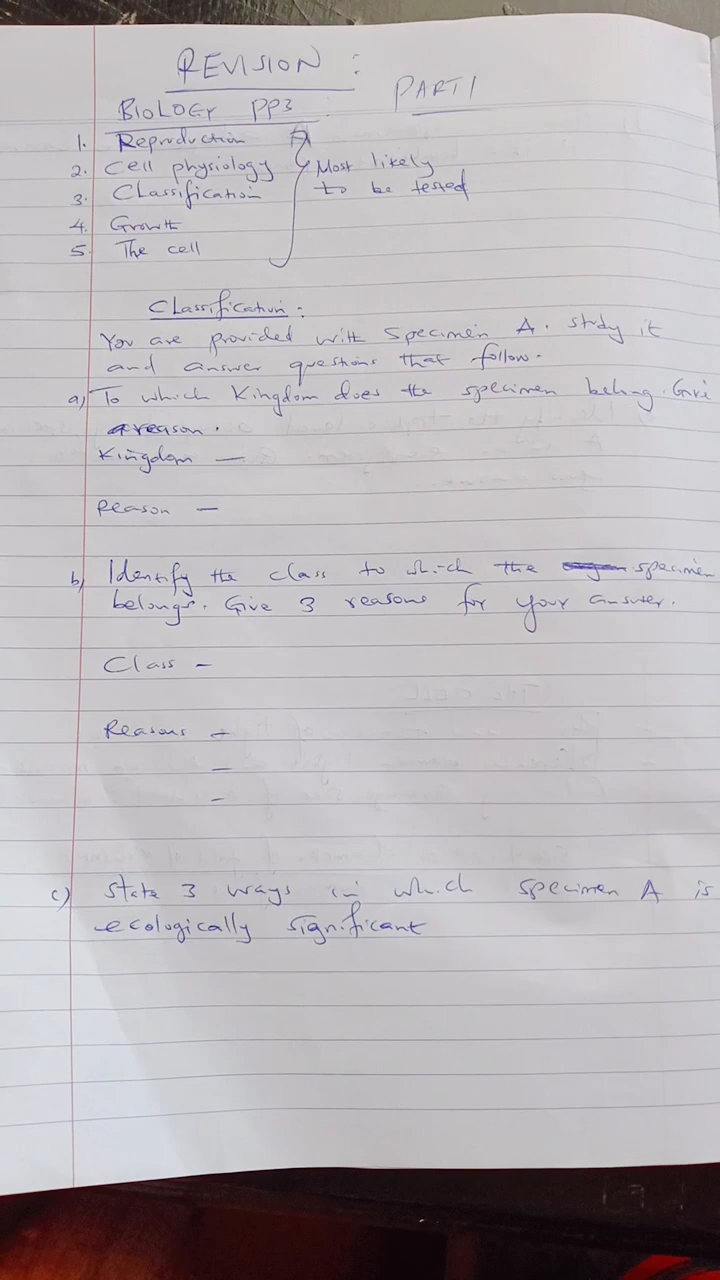 REVISION :
PART 1
BIOLOGY PP3
1. Reproduction
2. Cell physiology
3. Classification
4. Growth
5. The cell
Most likely
to be tested
Classification:
You are provided with specimen A. study it
and answer questions that follow.
a) To which Kingdom does the specimen belong. Give
a reason.
Kingdom —
Reason —
b) Identify the class to which the specimen
belongs. Give 3 reasons for your answer.
Class –
Reasons –
–
–
c) State 3 ways in which specimen A is
ecologically significant